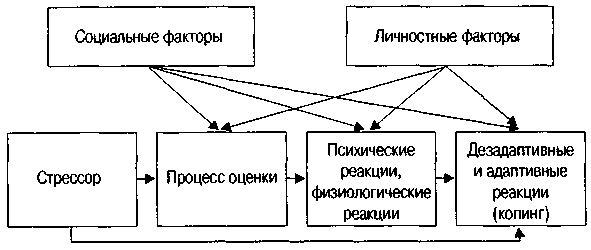 Социальные факторы
Личностные факторы
Стрессор
Процесс оценки
Психические
реакции,
физиологические
реакции
Дезадаптивные
и адаптивные
реакции
(копинг)